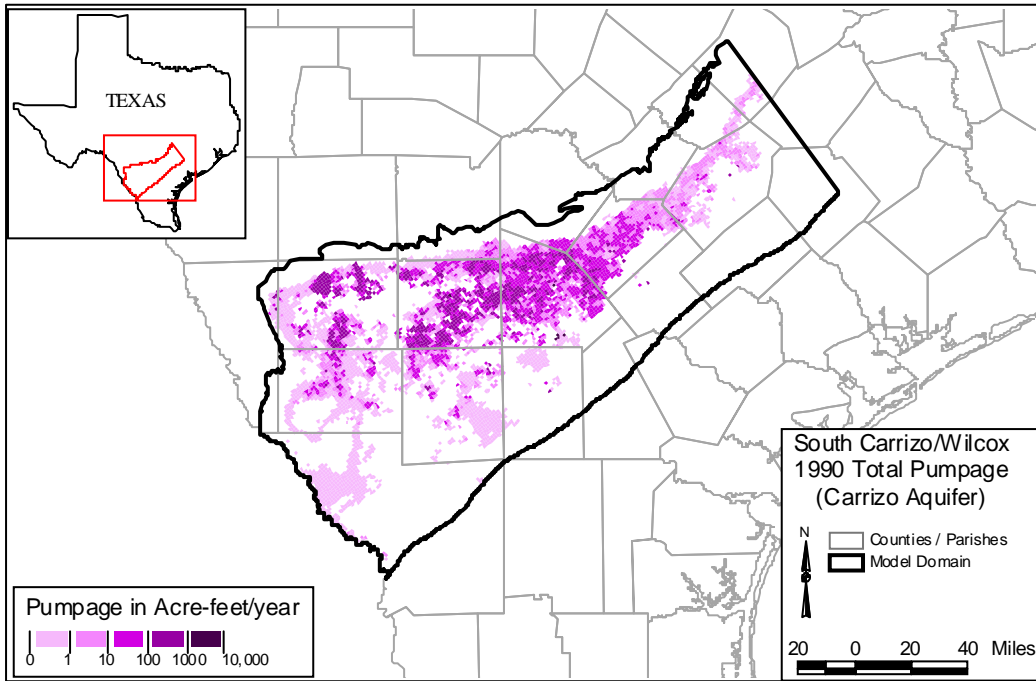 TEXAS
South Carrizo/Wilcox
1990 Total Pumpage
(Carrizo Aquifer)
N
Counties / Parishes
Model Domain
20 0 20 40 Miles
Pumpage in Acre-feet/year
0 1 10 100 1000 10,000